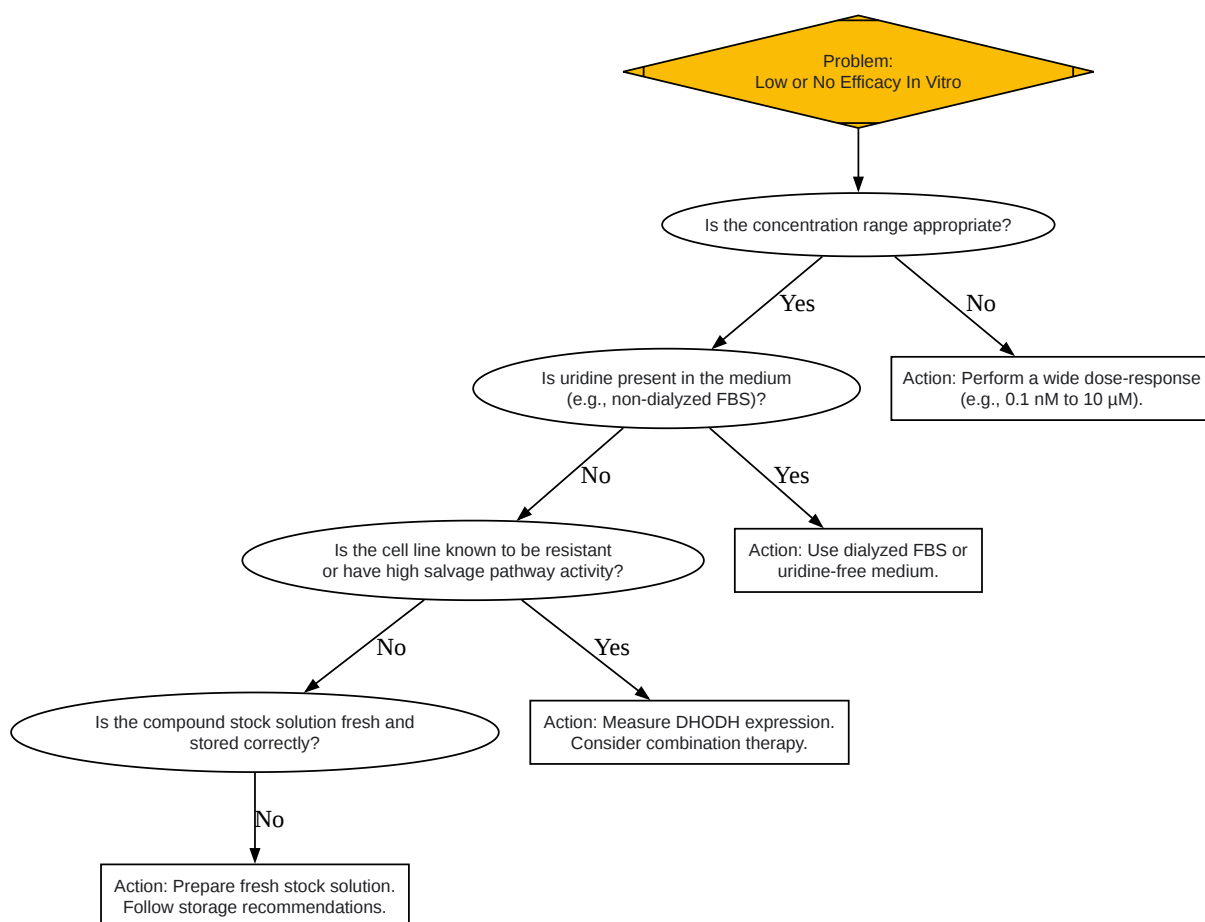 Problem:
Low or No Efficacy In Vitro
Is the concentration range appropriate?
Yes
No
Is uridine present in the medium
(e.g., non-dialyzed FBS)?
Action: Perform a wide dose-response
(e.g., 0.1 nM to 10 µM).
No
Yes
Is the cell line known to be resistant
or have high salvage pathway activity?
Action: Use dialyzed FBS or
uridine-free medium.
No
Yes
Is the compound stock solution fresh and
stored correctly?
Action: Measure DHODH expression.
Consider combination therapy.
No
Action: Prepare fresh stock solution.
Follow storage recommendations.